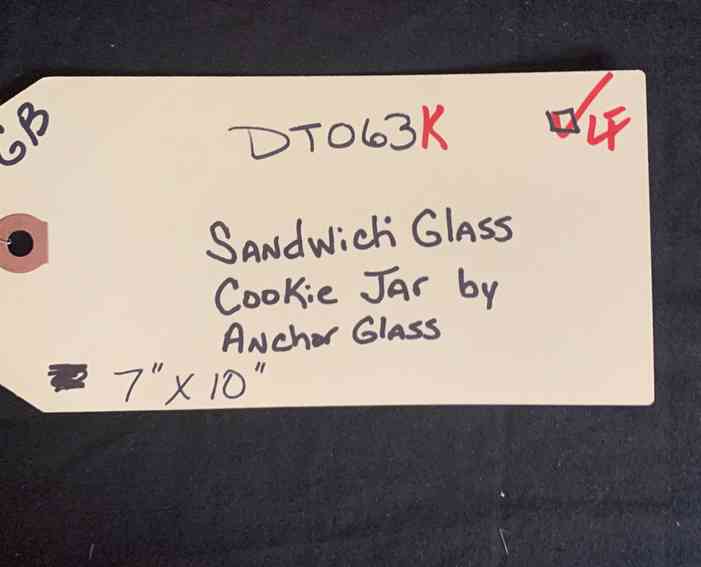 GB
DT063K
LF
Sandwich Glass
Cookie Jar by
Anchor Glass
7" X 10"